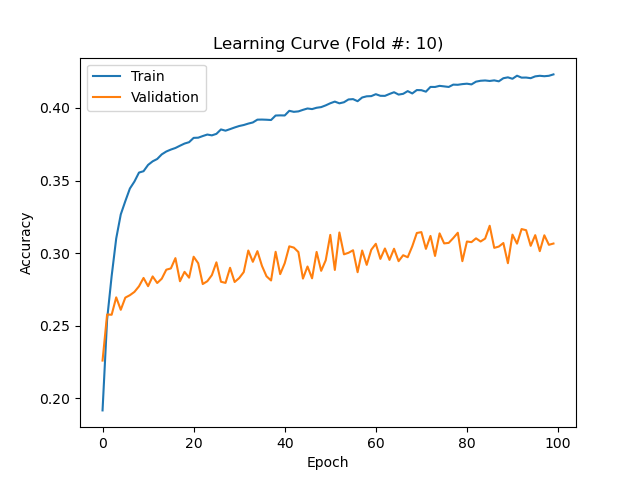 Learning Curve (Fold #: 10)
Train
Validation
0.40
0.35
0.30
0.25
0.20
Accuracy
0 20 40 60 80 100
Epoch